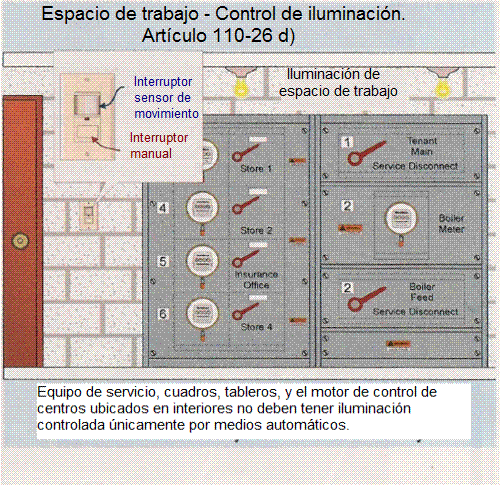 Espacio de trabajo - Control de iluminación.
Artículo 110-26 d)
Interruptor
sensor de
movimiento
Interruptor
manual
Iluminación de
espacio de trabajo
Store 1
4
Store 2
5
Insurance
Office
6
Store 4
1
Tenant
Main
Service Disconnect
2
Boiler
Meter
2
Boiler
Feed
Service Disconnect
Equipo de servicio, cuadros, tableros, y el motor de control de
centros ubicados en interiores no deben tener iluminación
controlada únicamente por medios automáticos.